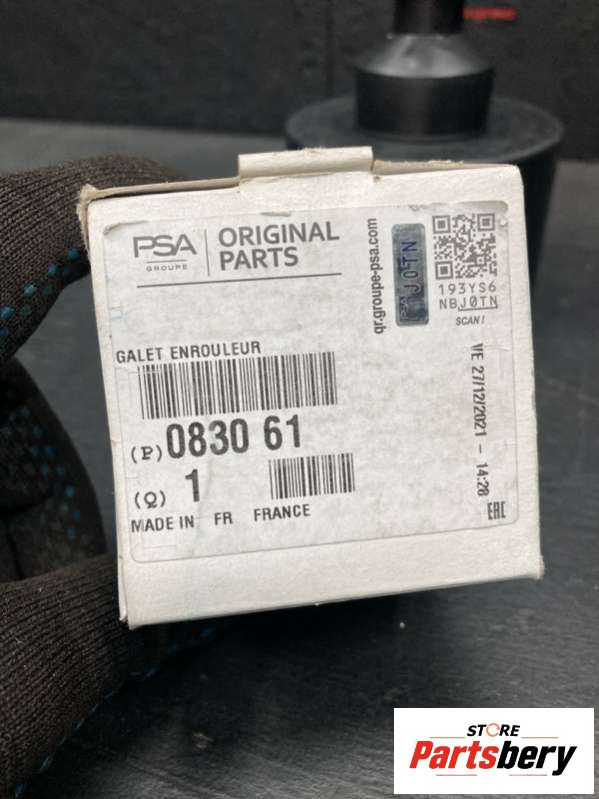 PSA
GROUPE
ORIGINAL
PARTS
qr.groupe-psa.com
PSA J0TN
193YS6
NBJ0TN
SCAN!
GALET ENROULEUR
(P) 0830 61
(Q) 1
MADE IN FR FRANCE
VE 27/12/2021 - 14:28
EAC
STORE
Partsbery